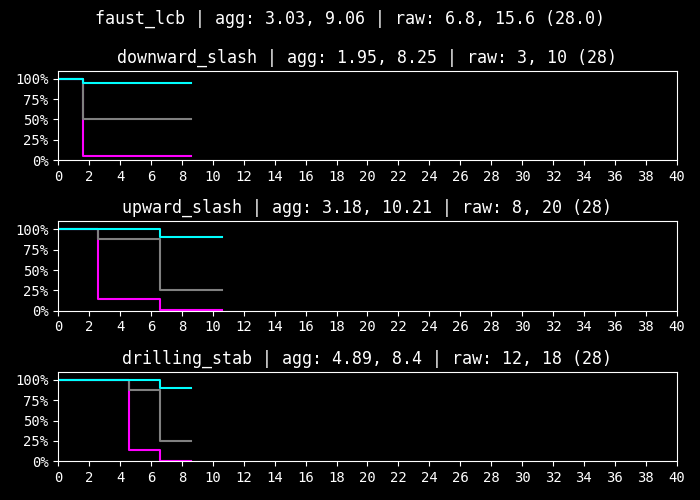 faust_lcb | agg: 3.03, 9.06 | raw: 6.8, 15.6 (28.0)
downward_slash | agg: 1.95, 8.25 | raw: 3, 10 (28)
100%
75%
50%
25%
0%
0 2 4 6 8 10 12 14 16 18 20 22 24 26 28 30 32 34 36 38 40
upward_slash | agg: 3.18, 10.21 | raw: 8, 20 (28)
100%
75%
50%
25%
0%
0 2 4 6 8 10 12 14 16 18 20 22 24 26 28 30 32 34 36 38 40
drilling_stab | agg: 4.89, 8.4 | raw: 12, 18 (28)
100%
75%
50%
25%
0%
0 2 4 6 8 10 12 14 16 18 20 22 24 26 28 30 32 34 36 38 40